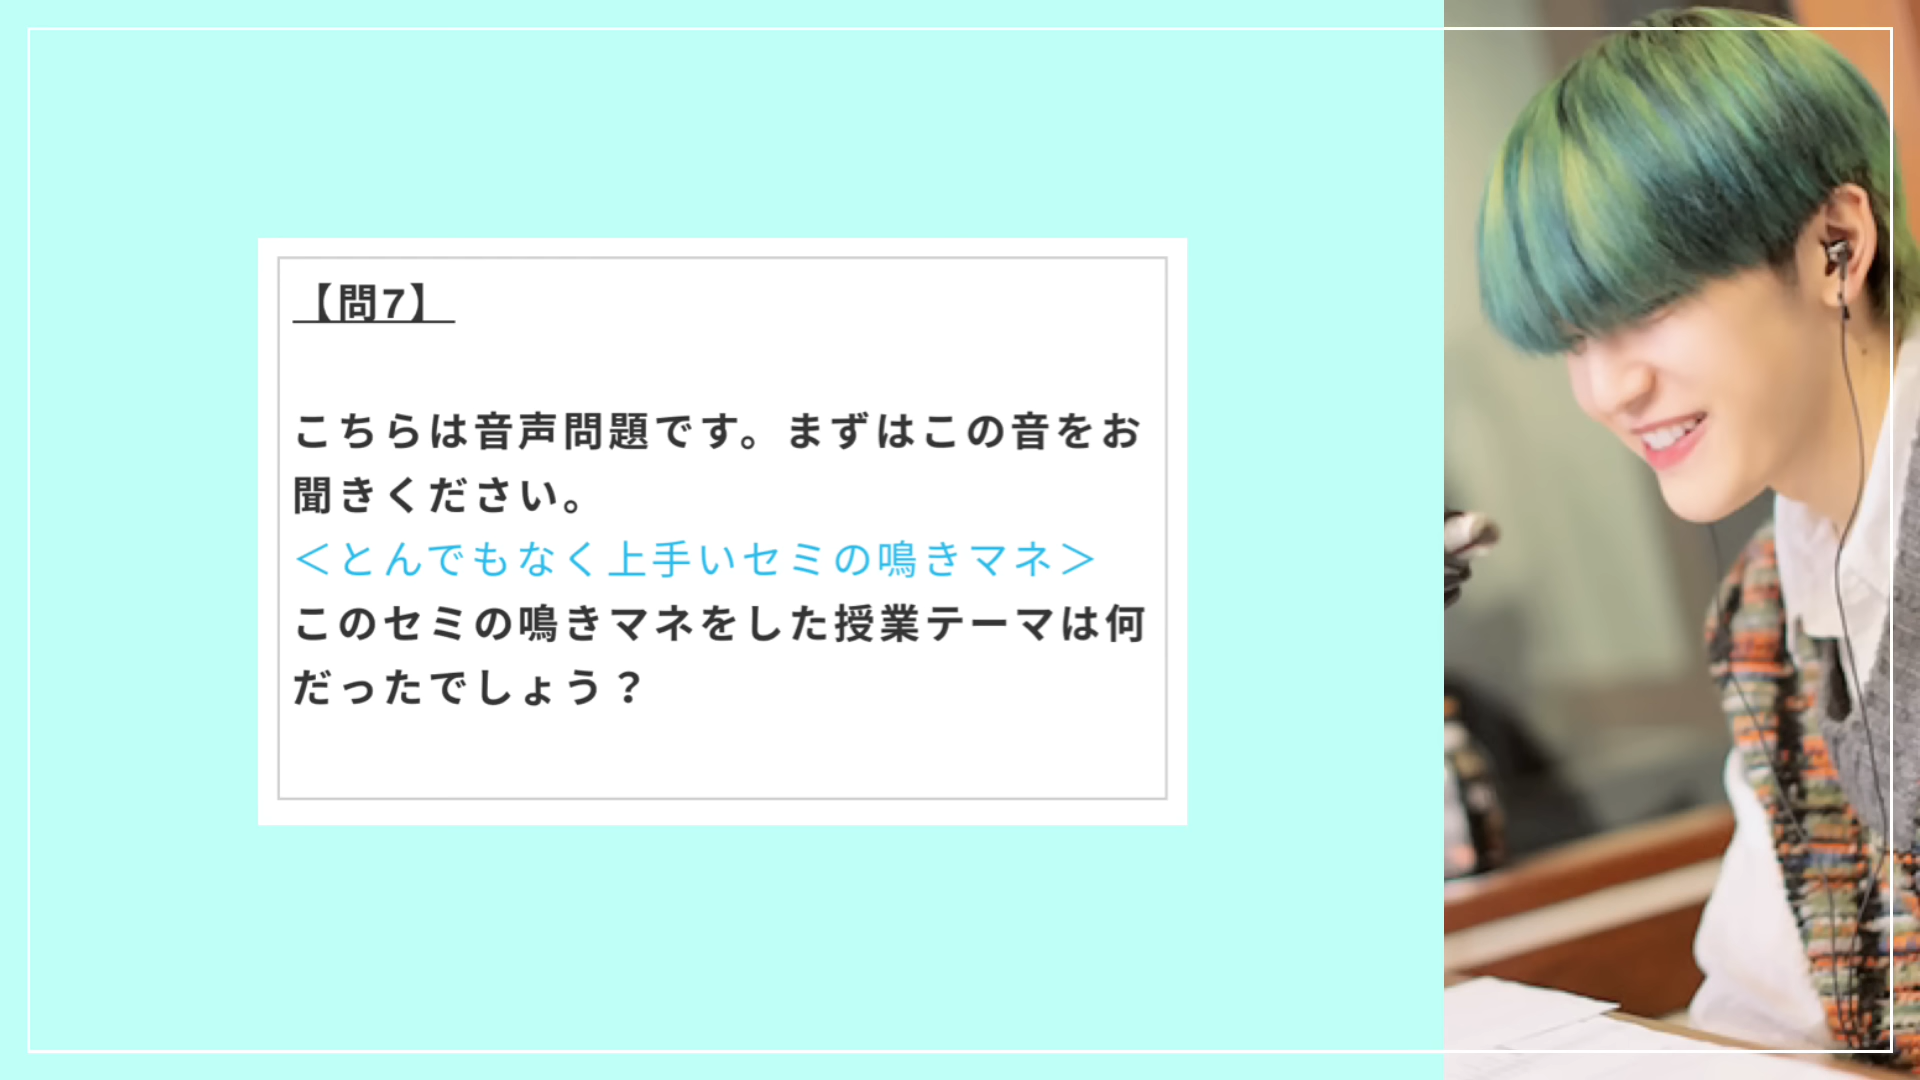 【問7】
こちらは音声問題です。まずはこの音をお
聞きください。
＜とんでもなく上手いセミの鳴きマネ＞
このセミの鳴きマネをした授業テーマは何
だったでしょう？